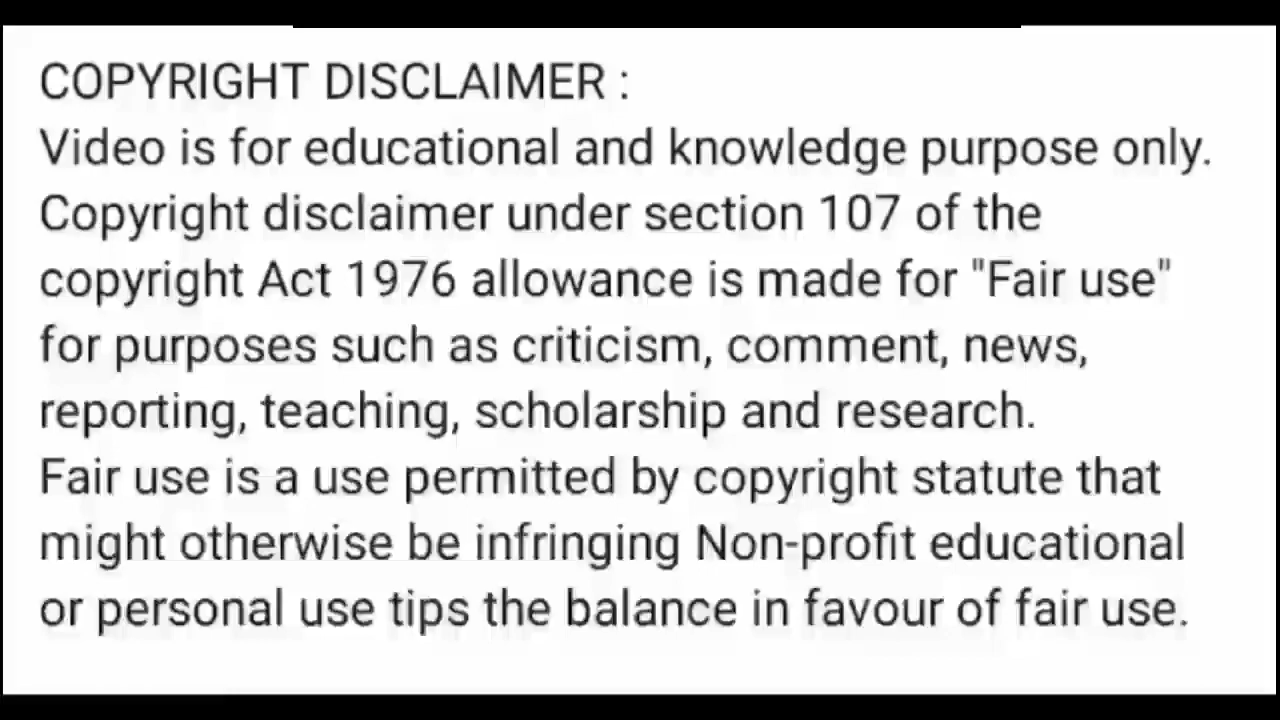 COPYRIGHT DISCLAIMER :
Video is for educational and knowledge purpose only.
Copyright disclaimer under section 107 of the
copyright Act 1976 allowance is made for "Fair use"
for purposes such as criticism, comment, news,
reporting, teaching, scholarship and research.
Fair use is a use permitted by copyright statute that
might otherwise be infringing Non-profit educational
or personal use tips the balance in favour of fair use.